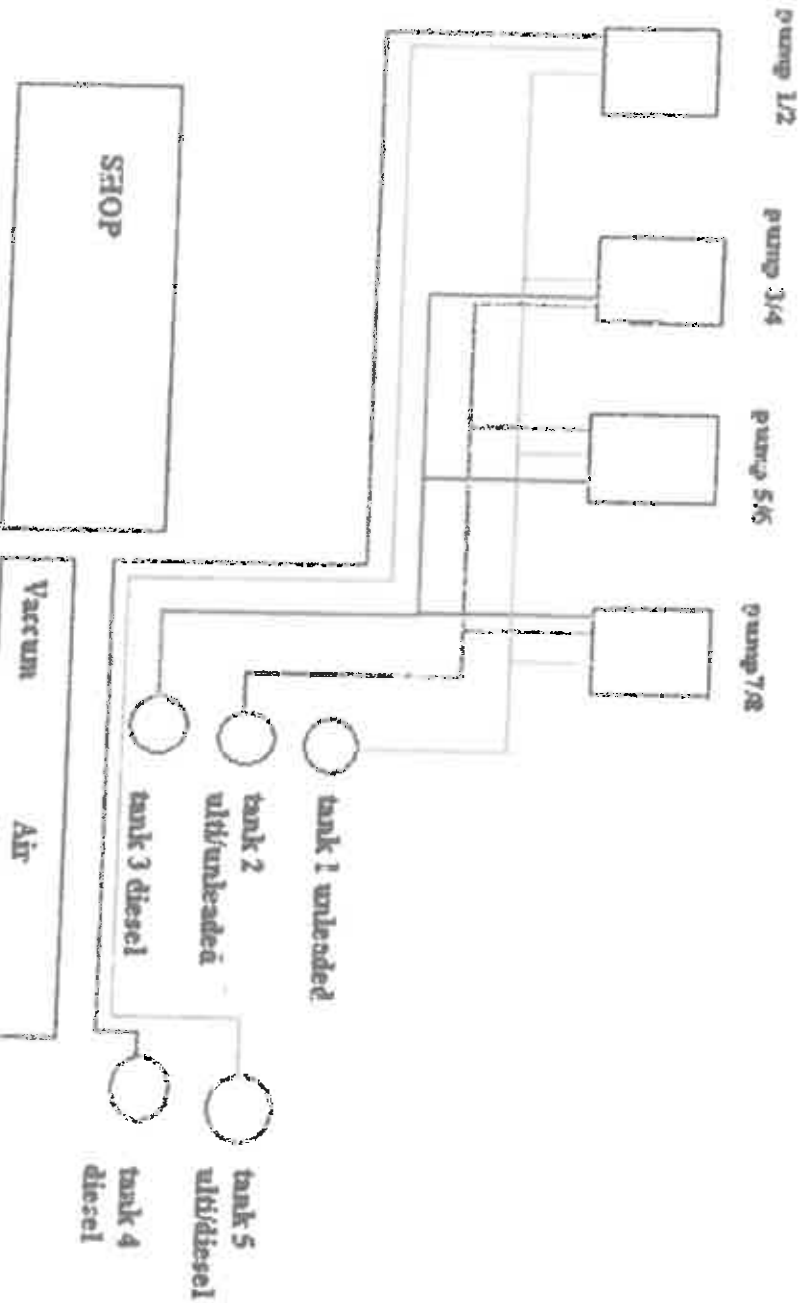 pump 1/2
pump 3/4
pump 5/6
pump 7/8
SHOP
Vaccum
Air
tank 1 unleaded
tank 2
ulti/unleaded
tank 3 diesel
tank 5
ulti/diesel
tank 4
diesel